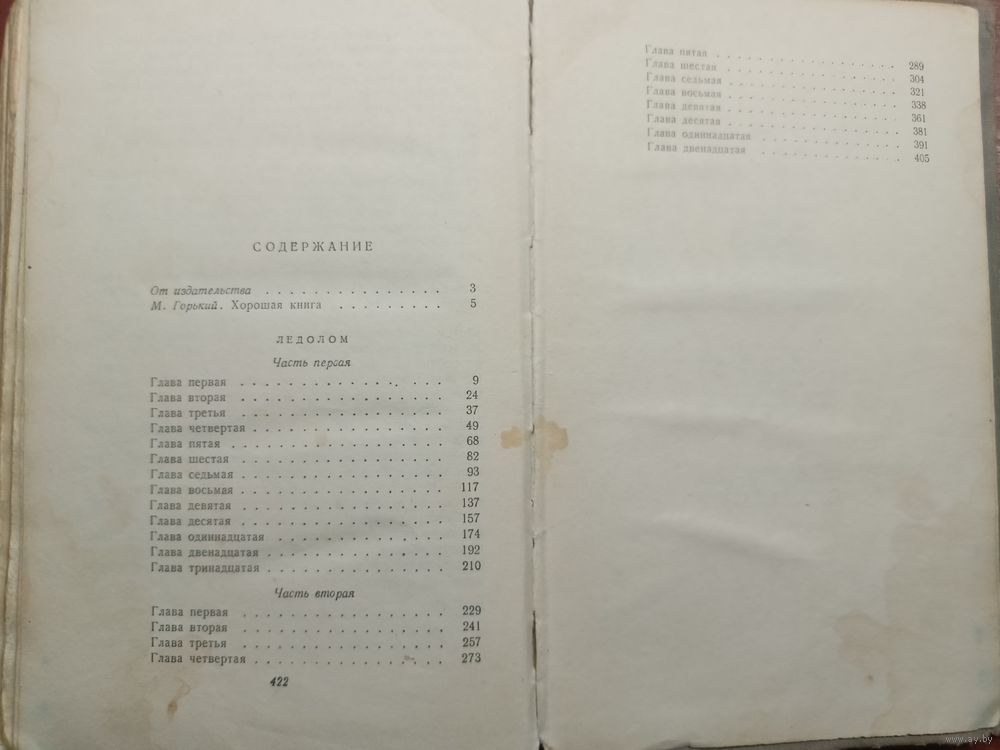 СОДЕРЖАНИЕ
От издательства . . . . . . . . . . . . . . . 3
М. Горький. Хорошая книга . . . . . . . . . 5
ЛЕДОЛОМ
Часть первая
Глава первая . . . . . . . . . . . . . . . . . 9
Глава вторая . . . . . . . . . . . . . . . . . 24
Глава третья . . . . . . . . . . . . . . . . . 37
Глава четвертая . . . . . . . . . . . . . . . . 49
Глава пятая . . . . . . . . . . . . . . . . . . 68
Глава шестая . . . . . . . . . . . . . . . . . 82
Глава седьмая . . . . . . . . . . . . . . . . . 93
Глава восьмая . . . . . . . . . . . . . . . . . 117
Глава девятая . . . . . . . . . . . . . . . . . 137
Глава десятая . . . . . . . . . . . . . . . . . 157
Глава одиннадцатая . . . . . . . . . . . . . . 174
Глава двенадцатая . . . . . . . . . . . . . . . 192
Глава тринадцатая . . . . . . . . . . . . . . . 210
Часть вторая
Глава первая . . . . . . . . . . . . . . . . . 229
Глава вторая . . . . . . . . . . . . . . . . . 241
Глава третья . . . . . . . . . . . . . . . . . 257
Глава четвертая . . . . . . . . . . . . . . . . 273
422
Глава пятая . . . . . . . . . . . . . . . . 289
Глава шестая . . . . . . . . . . . . . . . 304
Глава седьмая . . . . . . . . . . . . . . . 321
Глава восьмая . . . . . . . . . . . . . . . 338
Глава девятая . . . . . . . . . . . . . . . 361
Глава десятая . . . . . . . . . . . . . . . 381
Глава одиннадцатая . . . . . . . . . . . . 391
Глава двенадцатая . . . . . . . . . . . . 405
www.ay.by